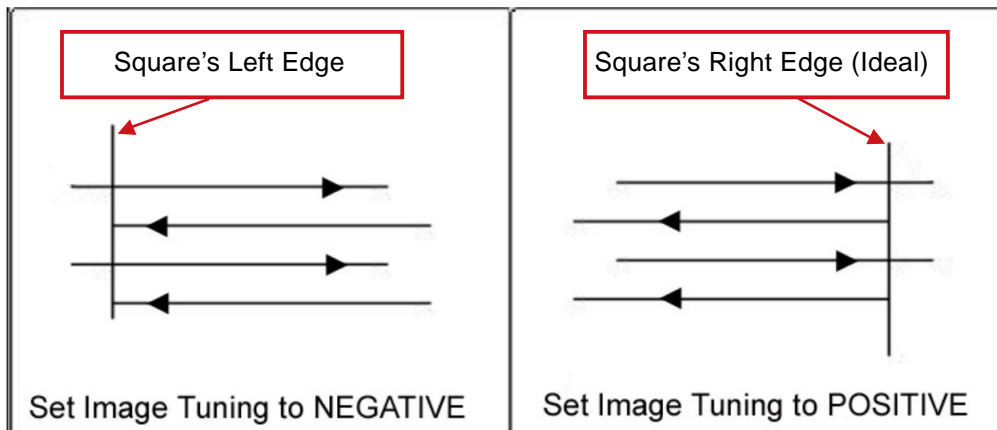 Square’s Left Edge
Square’s Right Edge (Ideal)
Set Image Tuning to NEGATIVE
Set Image Tuning to POSITIVE